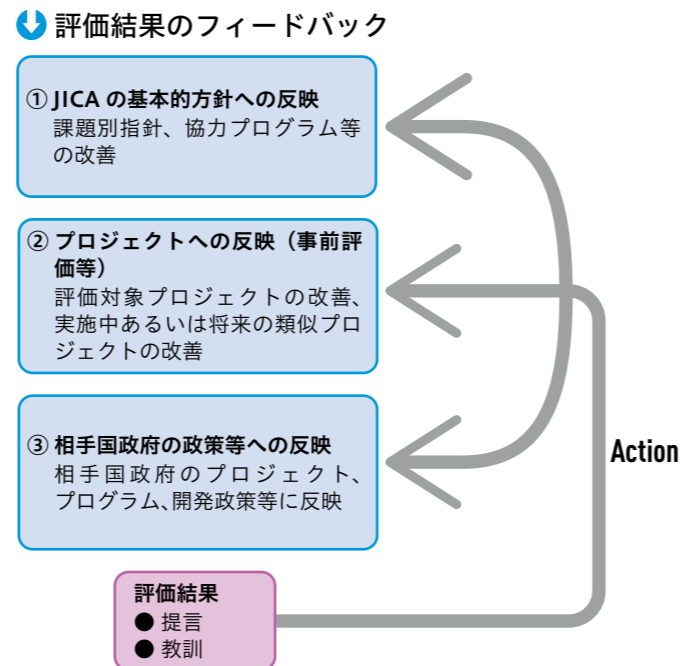 評価結果のフィードバック
① JICA の基本的方針への反映
課題別指針、協力プログラム等
の改善
② プロジェクトへの反映（事前評
価等）
評価対象プロジェクトの改善、
実施中あるいは将来の類似プロ
ジェクトの改善
③ 相手国政府の政策等への反映
相手国政府のプロジェクト、
プログラム、開発政策等に反映
Action
評価結果
● 提言
● 教訓